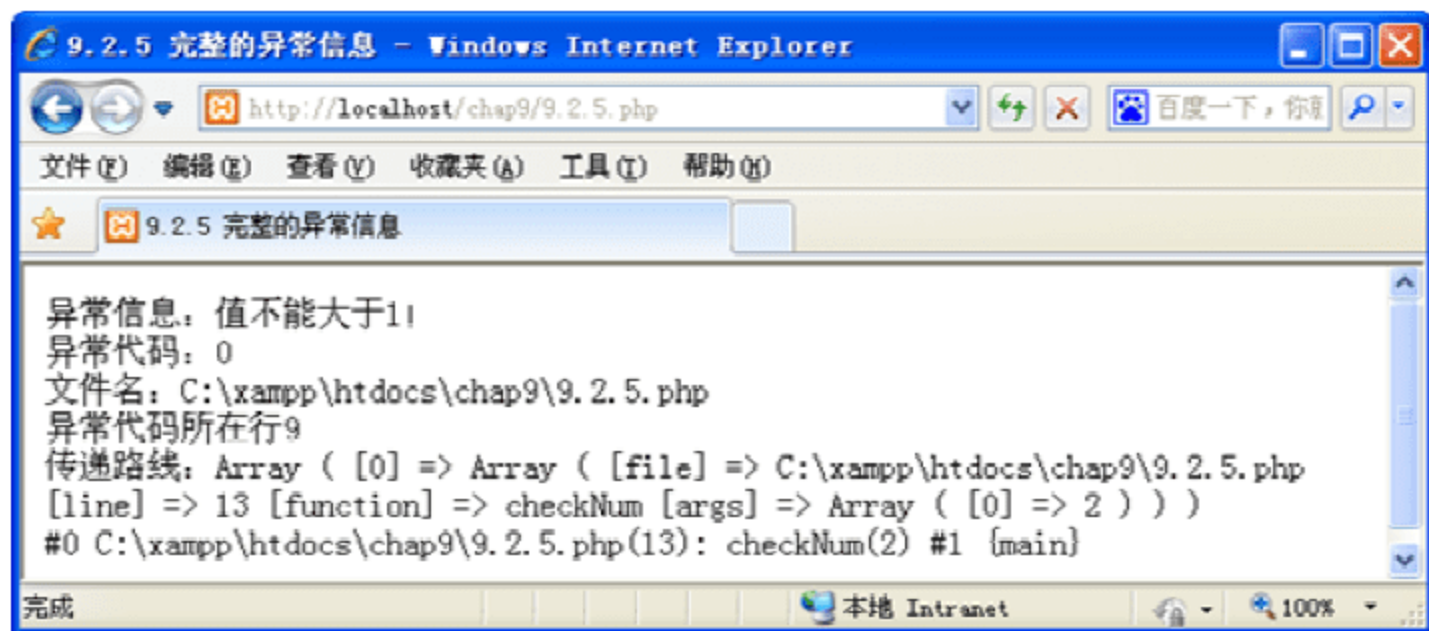 9.2.5 完整的异常信息 - Windows Internet Explorer
http://localhost/chap9/9.2.5.php 百度一下，你
文件(F) 编辑(E) 查看(V) 收藏夹(A) 工具(T) 帮助(H)
9.2.5 完整的异常信息
异常信息：值不能大于1!
异常代码：0
文件名：C:\xampp\htdocs\chap9\9.2.5.php
异常代码所在行9
传递路线：Array ( [0] => Array ( [file] => C:\xampp\htdocs\chap9\9.2.5.php
[line] => 13 [function] => checkNum [args] => Array ( [0] => 2 ) ) )
#0 C:\xampp\htdocs\chap9\9.2.5.php(13): checkNum(2) #1 {main}
完成 本地 Intranet 100%